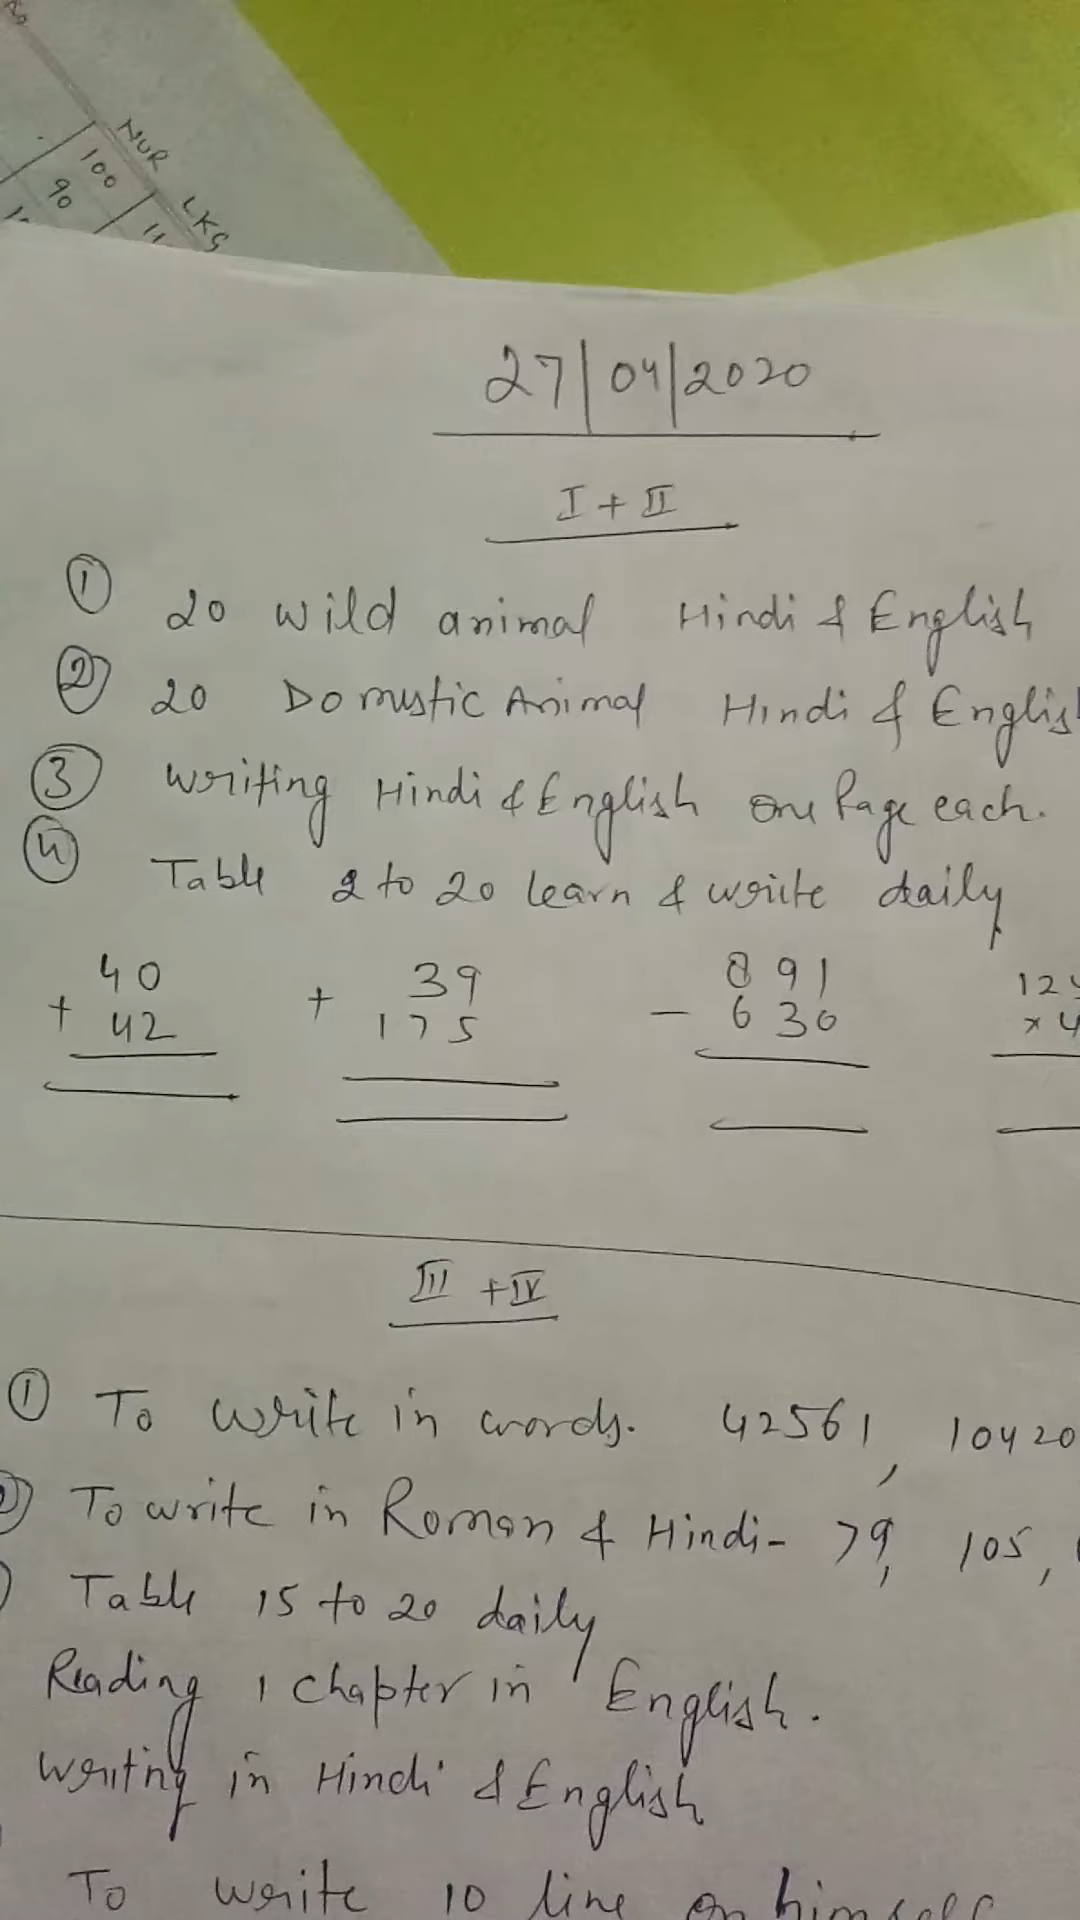 NUR
LKG
100
90
11
27/04/2020
I + II
① 20 wild animal Hindi & English
② 20 Domestic Animal Hindi & English
③ writing Hindi & English one Page each.
④ Table 2 to 20 learn & write daily
40 + 39 891 12
+ 42 175 - 630 x 4
III + IV
① To write in words. 42561, 10420
To write in Roman & Hindi- 79, 105,
Table 15 to 20 daily
Reading 1 chapter in English.
writing in Hindi & English
To write 10 line on himself